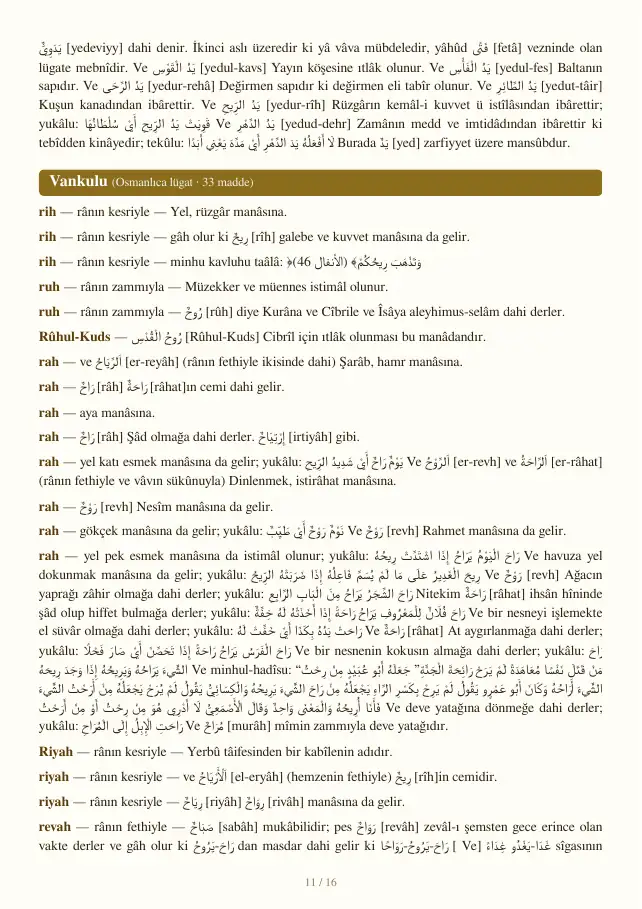 يَدَوِيٌّ [yedeviyy] dahi denir. İkinci aslı üzeredir ki yâ vâva mübdeledir, yâhûd فَتًى [fetâ] vezninde olan
lügate mebnîdir. Ve يَدُ الْقَوْسِ [yedul-kavs] Yayın köşesine ıtlâk olunur. Ve يَدُ الْفَأْسِ [yedul-fes] Baltanın
sapıdır. Ve يَدُ الرَّحَى [yedur-rehâ] Değirmen sapıdır ki değirmen eli tabîr olunur. Ve يَدُ الطَّائِرِ [yedut-tâir]
Kuşun kanadından ibârettir. Ve يَدُ الرِّيحِ [yedur-rîh] Rüzgârın kemâl-i kuvvet ü istîlâsından ibârettir;
yukâlu: قَوِيَتْ يَدُ الرِّيحِ أَيْ سُلْطَانُهَا Ve يَدُ الدَّهْرِ [yedud-dehr] Zamânın medd ve imtidâdından ibârettir ki
tebîdden kinâyedir; tekûlu: لَا أَفْعَلُهُ يَدَ الدَّهْرِ أَيْ مَدَّهُ يَعْنِي أَبَدًا Burada يَدَ [yed] zarfiyyet üzere mansûbdur.
Vankulu (Osmanlıca lügat · 33 madde)
rih — rânın kesriyle — Yel, rüzgâr manâsına.
rih — rânın kesriyle — gâh olur ki رِيحٌ [rîh] galebe ve kuvvet manâsına da gelir.
rih — rânın kesriyle — minhu kavluhu taâlâ: ﴿وَتَذْهَبَ رِيحُكُمْ﴾ (الأنفال 46)
ruh — rânın zammıyla — Müzekker ve müennes istimâl olunur.
ruh — rânın zammıyla — رُوحٌ [rûh] diye Kurâna ve Cîbrile ve Îsâya aleyhimus-selâm dahi derler.
Rûhul-Kuds — رُوحُ الْقُدُسِ [Rûhul-Kuds] Cibrîl için ıtlâk olunması bu manâdandır.
rah — ve اَلرِّيَاحُ [er-reyâh] (rânın fethiyle ikisinde dahi) Şarâb, hamr manâsına.
rah — رَاحٌ [râh] رَاحَةٌ [râhat]ın cemi dahi gelir.
rah — aya manâsına.
rah — رَاحٌ [râh] Şâd olmağa dahi derler. إِرْتِيَاحٌ [irtiyâh] gibi.
rah — yel katı esmek manâsına da gelir; yukâlu: يَوْمٌ رَاحٌ أَيْ شَدِيدُ الرِّيحِ Ve اَلرَّوْحُ [er-revh] ve اَلرَّاحَةُ [er-râhat]
(rânın fethiyle ve vâvın sükûnuyla) Dinlenmek, istirâhat manâsına.
rah — رَوْحٌ [revh] Nesîm manâsına da gelir.
rah — gökçek manâsına da gelir; yukâlu: يَوْمٌ رَوْحٌ أَيْ طَيِّبٌ Ve رَوْحٌ [revh] Rahmet manâsına da gelir.
rah — yel pek esmek manâsında da istimâl olunur; yukâlu: رَاحَ الْيَوْمُ يَرَاحُ إِذَا اشْتَدَّتْ رِيحُهُ Ve havuza yel
dokunmak manâsına da gelir; yukâlu: رِيحَ الْغَدِيرُ عَلَى مَا لَمْ يُسَمَّ فَاعِلُهُ إِذَا ضَرَبَتْهُ الرِّيحُ Ve رَوْحٌ [revh] Ağacın
yaprağı zâhir olmağa dahi derler; yukâlu: رَاحَ الشَّجَرُ يَرَاحُ مِنَ الْبَابِ الرَّابِعِ Nitekim رَاحَةٌ [râhat] ihsân hîninde
şâd olup hiffet bulmağa derler; yukâlu: رَاحَ فُلَانٌ لِلْمَعْرُوفِ يَرَاحُ رَاحَةً إِذَا أَخَذَتْهُ لَهُ خِفَّةٌ Ve bir nesneyi işlemekte
el süvâr olmağa dahi derler; yukâlu: رَاحَتْ يَدُهُ بِكَذَا أَيْ خَفَّتْ لَهُ Ve رَاحَةٌ [râhat] At aygırlanmağa dahi derler;
yukâlu: رَاحَ الْفَرَسُ يَرَاحُ رَاحَةً إِذَا تَحَصَّنَ أَيْ صَارَ فَحْلًا Ve bir nesnenin kokusun almağa dahi derler; yukâlu: رَاحَ
الشَّيْءَ يَرَاحُهُ وَيَرِيحُهُ إِذَا وَجَدَ رِيحَهُ Ve minhul-hadîsu: “مَنْ قَتَلَ نَفْسًا مُعَاهَدَةً لَمْ يَرَحْ رَائِحَةَ الْجَنَّةِ” جَعَلَهُ أَبُو عُبَيْدٍ مِنْ رِحْتُ
الشَّيْءَ أَرَاحُهُ وَكَانَ أَبُو عَمْرٍو يَقُولُ لَمْ يَرِحْ بِكَسْرِ الرَّاءِ يَجْعَلُهُ مِنْ رَاحَ الشَّيْءَ يَرِيحُهُ وَالْكِسَائِيُّ يَقُولُ لَمْ يُرِحْ يَجْعَلُهُ مِنْ أَرَحْتُ الشَّيْءَ
فَأَنَا أُرِيحُهُ وَالْمَعْنَى وَاحِدٌ وَقَالَ الْأَصْمَعِيُّ لَا أَدْرِي هُوَ مِنْ رِحْتُ أَوْ مِنْ أَرَحْتُ Ve deve yatağına dönmeğe dahi derler;
yukâlu: رَاحَتِ الْإِبِلُ إِلَى الْمُرَاحِ Ve مُرَاحٌ [murâh] mîmin zammıyla deve yatağıdır.
Riyah — rânın kesriyle — Yerbû tâifesinden bir kabîlenin adıdır.
riyah — rânın kesriyle — ve اَلْأَرْيَاحُ [el-eryâh] (hemzenin fethiyle) رِيحٌ [rîh]in cemidir.
riyah — rânın kesriyle — رِيَاحٌ [riyâh] رِوَاحٌ [rivâh] manâsına da gelir.
revah — rânın fethiyle — صَبَاحٌ [sabâh] mukâbilidir; pes رَوَاحٌ [revâh] zevâl-ı şemsten gece erince olan
vakte derler ve gâh olur ki رَاحَ-يَرُوحُ dan masdar dahi gelir ki رَاحَ-يَرُوحُ-رَوَاحًا [ Ve] غَدَا-يَغْدُو غِدَاءً sîgasının
11 / 16